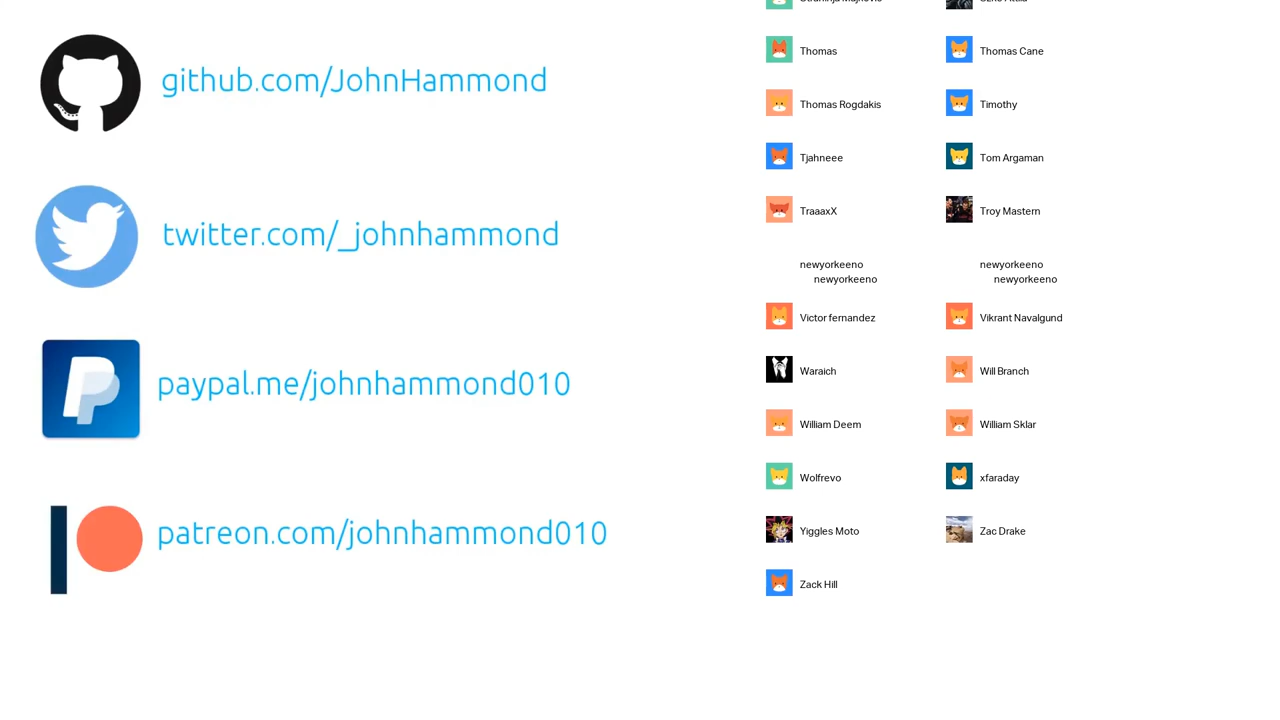 github.com/JohnHammond
twitter.com/_johnhammond
paypal.me/johnhammond010
patreon.com/johnhammond010
Thomas
Thomas Cane
Thomas Rogdakis
Timothy
Tjahneee
Tom Argaman
TraaaxX
Troy Mastern
newyorkeeno
newyorkeeno
newyorkeeno
newyorkeeno
Victor fernandez
Vikrant Navalgund
Waraich
Will Branch
William Deem
William Sklar
Wolfrevo
xfaraday
Yiggles Moto
Zac Drake
Zack Hill